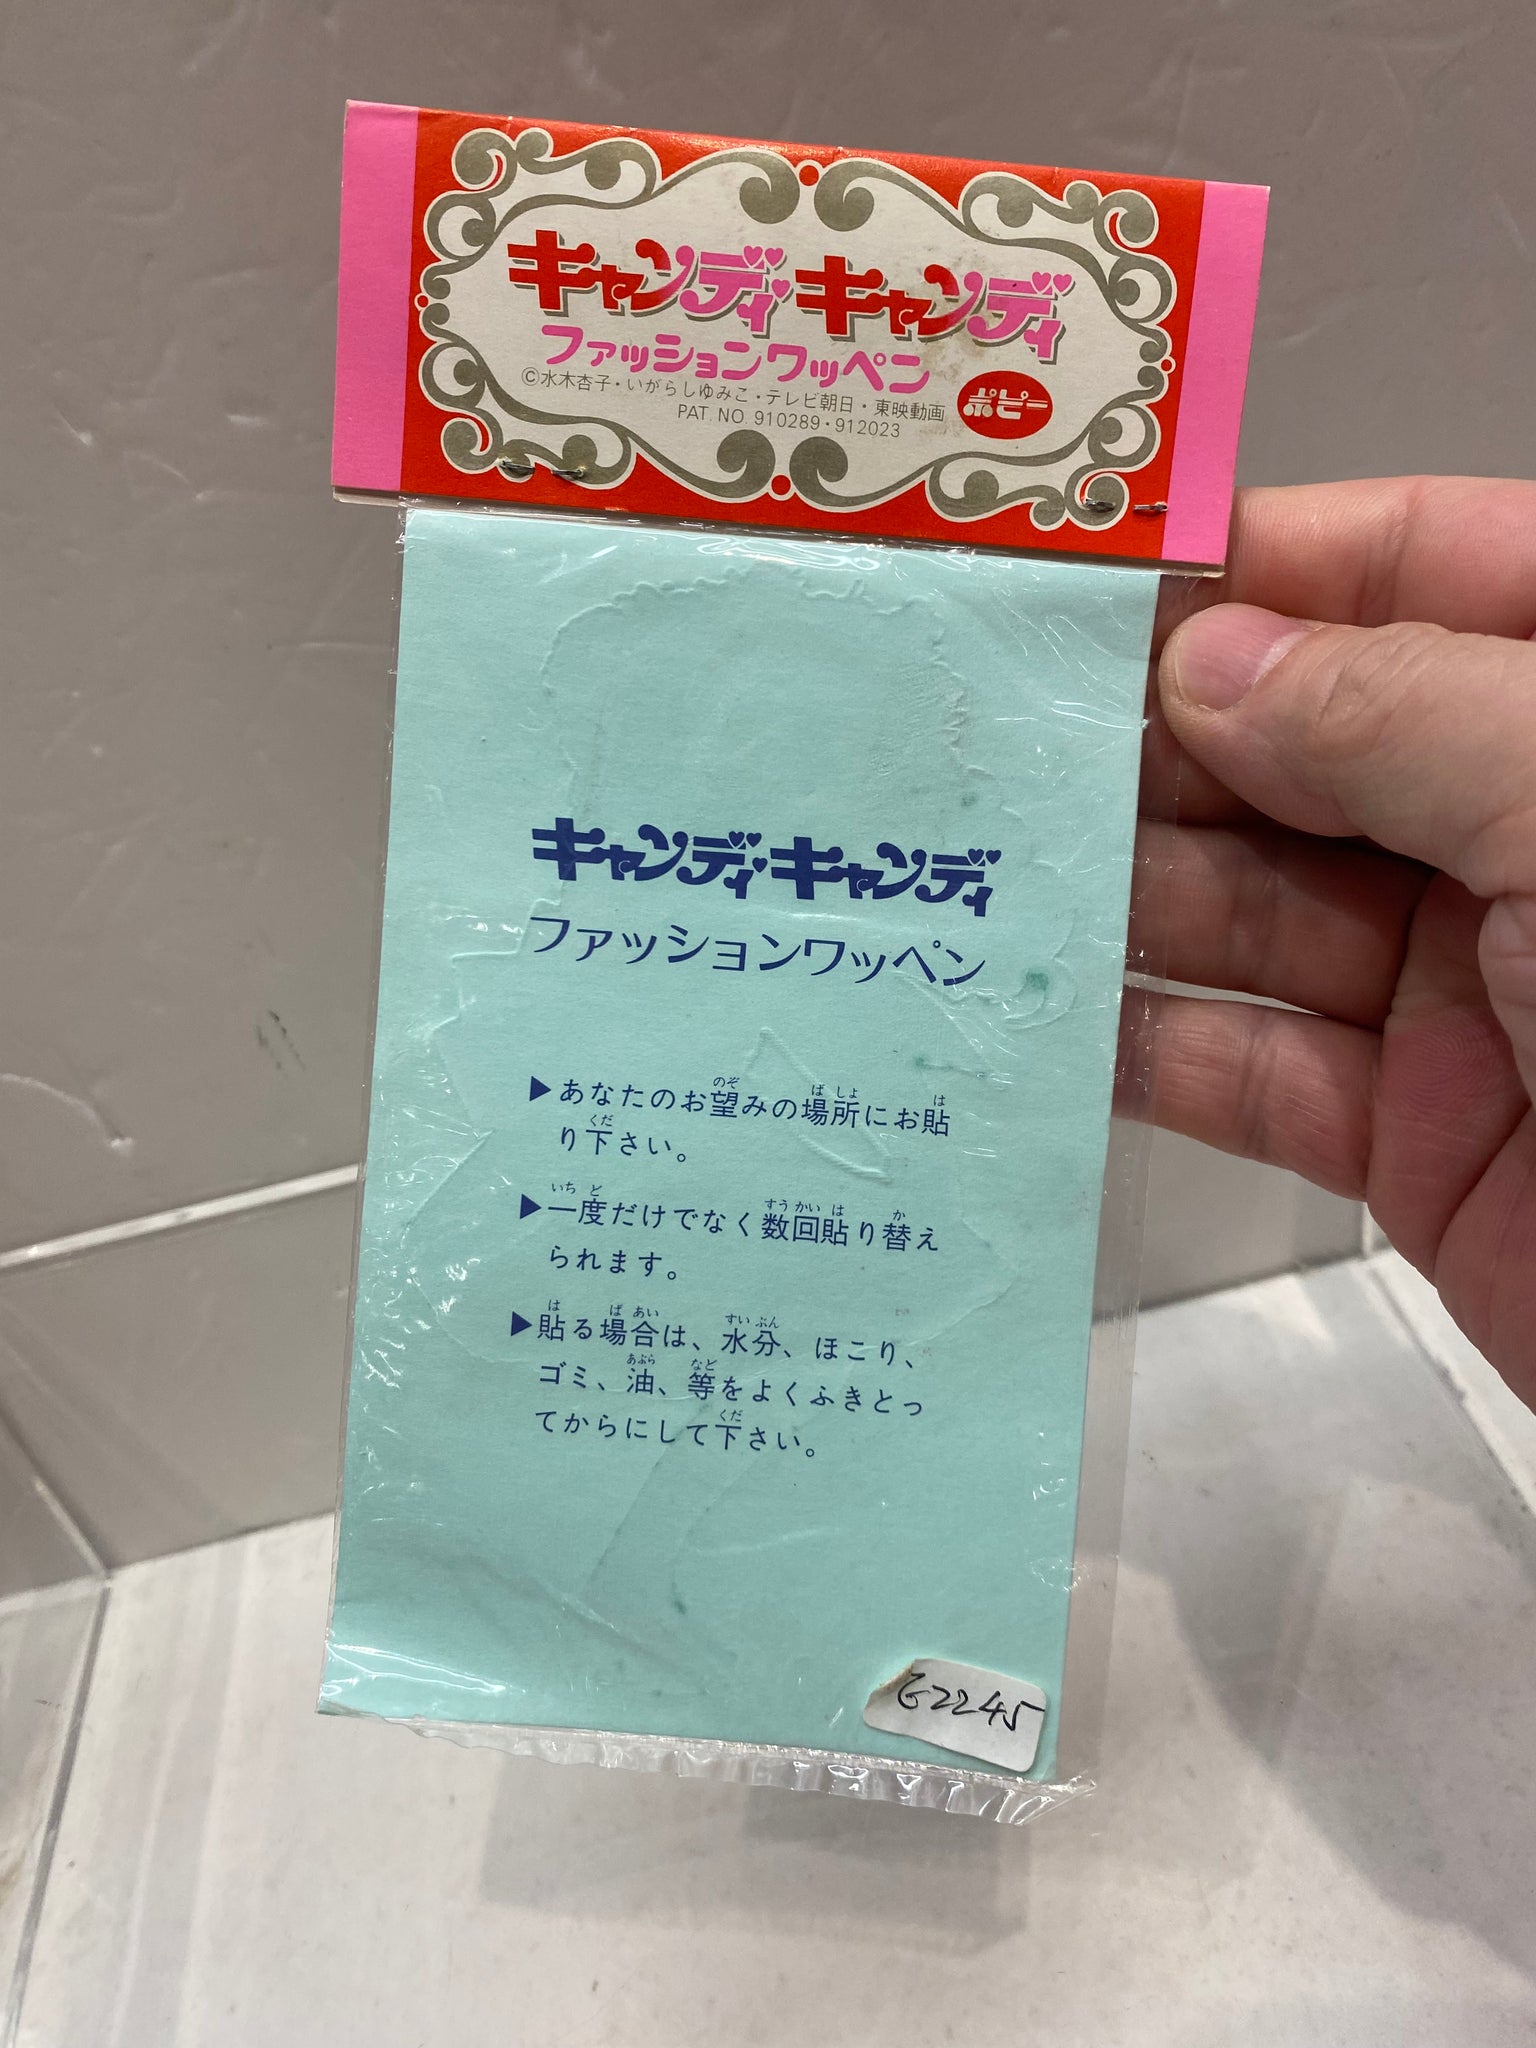 キャンディ・キャンディ
ファッションワッペン
©水木杏子・いがらしゆみこ・テレビ朝日・東映動画
ポピー
PAT. NO. 910289・912023
キャンディ・キャンディ
ファッションワッペン
▶あなたのお望みの場所にお貼
り下さい。
▶一度だけでなく数回貼り替え
られます。
▶貼る場合は、水分、ほこり、
ゴミ、油、等をよくふきとっ
てからにして下さい。
G2245